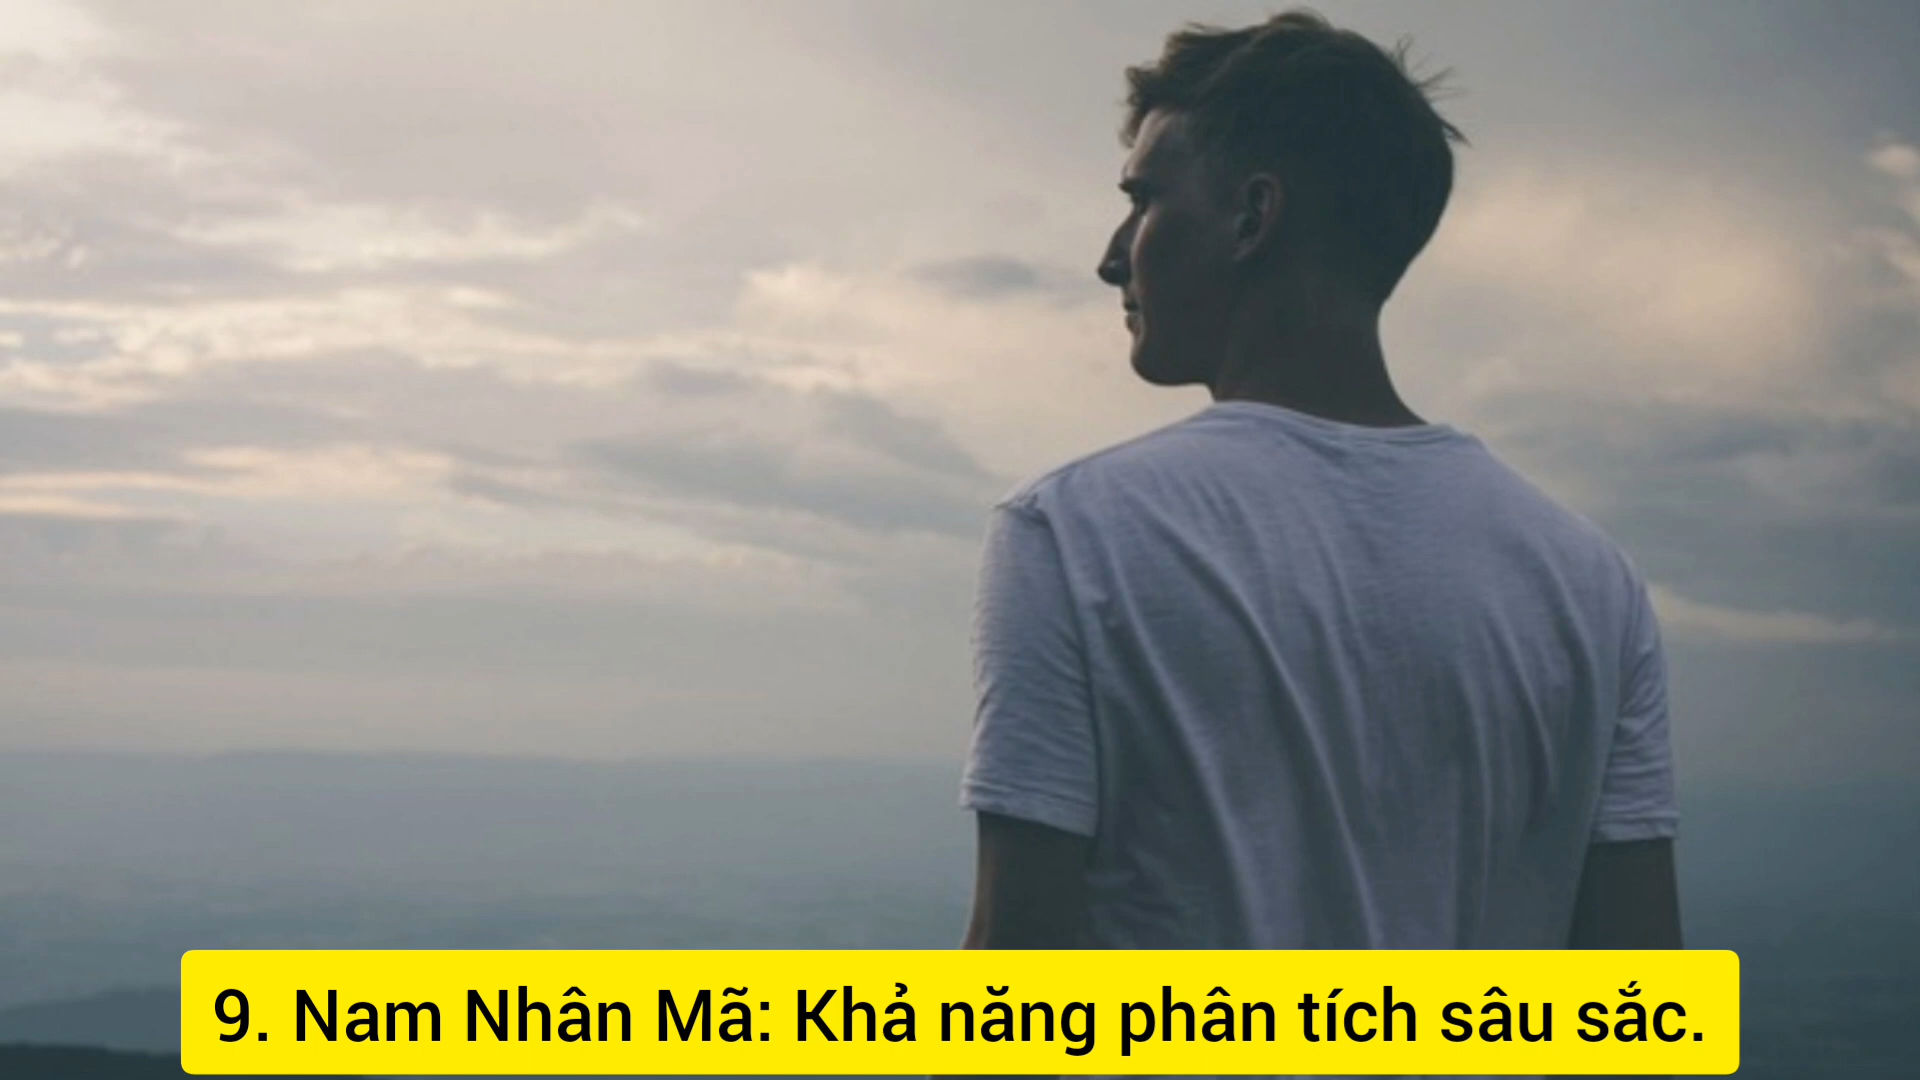 9. Nam Nhân Mã: Khả năng phân tích sâu sắc.